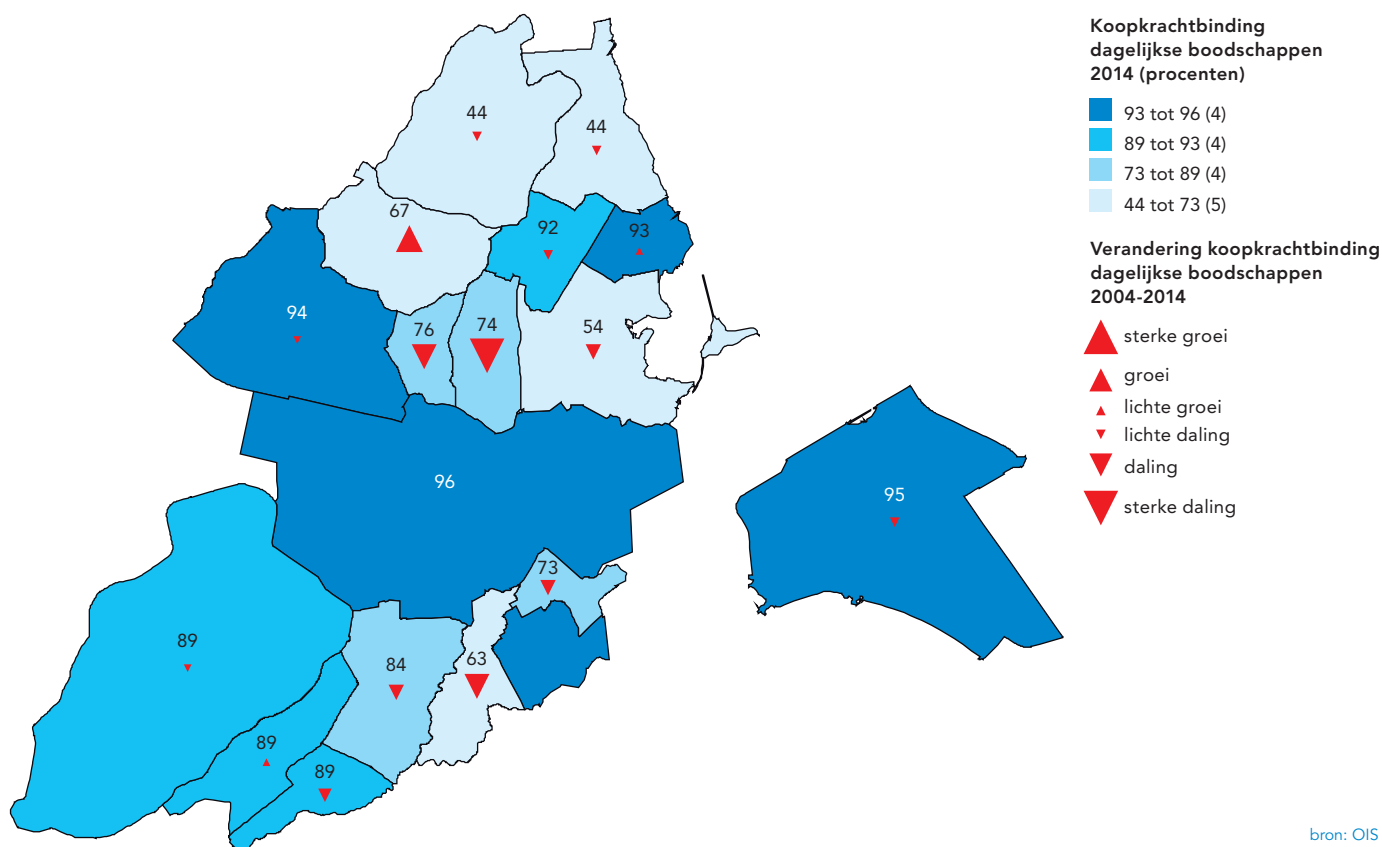 Koopkrachtbinding
dagelijkse boodschappen
2014 (procenten)
93 tot 96 (4)
89 tot 93 (4)
73 tot 89 (4)
44 tot 73 (5)
Verandering koopkrachtbinding
dagelijkse boodschappen
2004-2014
sterke groei
groei
lichte groei
lichte daling
daling
sterke daling
44
44
67
92
93
94
76
74
54
96
95
73
89
84
63
89
89
bron: OIS